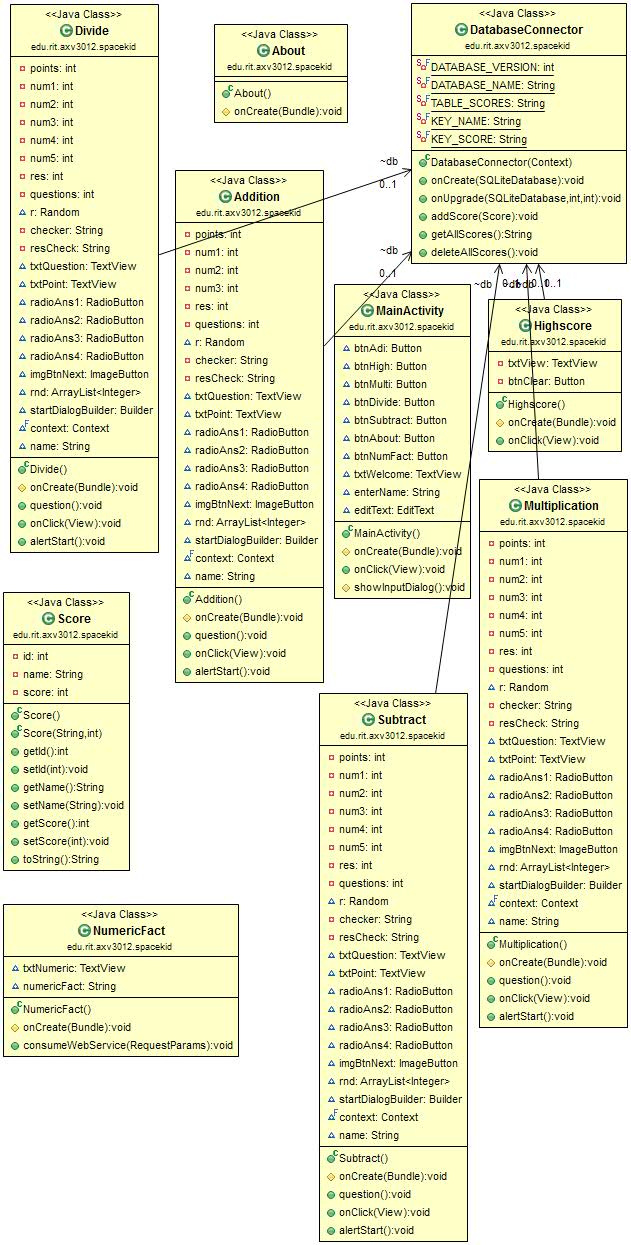 <<Java Class>>
Divide
edu.rit.axv3012.spacekid
points: int
num1: int
num2: int
num3: int
num4: int
num5: int
res: int
questions: int
r: Random
checker: String
resCheck: String
txtQuestion: TextView
txtPoint: TextView
radioAns1: RadioButton
radioAns2: RadioButton
radioAns3: RadioButton
radioAns4: RadioButton
imgBtnNext: ImageButton
rnd: ArrayList<Integer>
startDialogBuilder: Builder
context: Context
name: String
Divide()
onCreate(Bundle):void
question():void
onClick(View):void
alertStart():void
<<Java Class>>
About
edu.rit.axv3012.spacekid
About()
onCreate(Bundle):void
<<Java Class>>
DatabaseConnector
edu.rit.axv3012.spacekid
DATABASE_VERSION: int
DATABASE_NAME: String
TABLE_SCORES: String
KEY_NAME: String
KEY_SCORE: String
DatabaseConnector(Context)
onCreate(SQLiteDatabase):void
onUpgrade(SQLiteDatabase,int,int):void
addScore(Score):void
getAllScores():String
deleteAllScores():void
~db
0..1
~db
0..1
~db
0..1
<<Java Class>>
Addition
edu.rit.axv3012.spacekid
points: int
num1: int
num2: int
num3: int
res: int
questions: int
r: Random
checker: String
resCheck: String
txtQuestion: TextView
txtPoint: TextView
radioAns1: RadioButton
radioAns2: RadioButton
radioAns3: RadioButton
radioAns4: RadioButton
imgBtnNext: ImageButton
rnd: ArrayList<Integer>
startDialogBuilder: Builder
context: Context
name: String
Addition()
onCreate(Bundle):void
question():void
onClick(View):void
alertStart():void
<<Java Class>>
MainActivity
edu.rit.axv3012.spacekid
btnAdi: Button
btnHigh: Button
btnMulti: Button
btnDivide: Button
btnSubtract: Button
btnAbout: Button
btnNumFact: Button
txtWelcome: TextView
enterName: String
editText: EditText
MainActivity()
onCreate(Bundle):void
onClick(View):void
showInputDialog():void
<<Java Class>>
Highscore
edu.rit.axv3012.spacekid
txtView: TextView
btnClear: Button
Highscore()
onCreate(Bundle):void
onClick(View):void
<<Java Class>>
Multiplication
edu.rit.axv3012.spacekid
points: int
num1: int
num2: int
num3: int
num4: int
num5: int
res: int
questions: int
r: Random
checker: String
resCheck: String
txtQuestion: TextView
txtPoint: TextView
radioAns1: RadioButton
radioAns2: RadioButton
radioAns3: RadioButton
radioAns4: RadioButton
imgBtnNext: ImageButton
rnd: ArrayList<Integer>
startDialogBuilder: Builder
context: Context
name: String
Multiplication()
onCreate(Bundle):void
question():void
onClick(View):void
alertStart():void
<<Java Class>>
Score
edu.rit.axv3012.spacekid
id: int
name: String
score: int
Score()
Score(String,int)
getId():int
setId(int):void
getName():String
setName(String):void
getScore():int
setScore(int):void
toString():String
<<Java Class>>
Subtract
edu.rit.axv3012.spacekid
points: int
num1: int
num2: int
num3: int
num4: int
num5: int
res: int
questions: int
r: Random
checker: String
resCheck: String
txtQuestion: TextView
txtPoint: TextView
radioAns1: RadioButton
radioAns2: RadioButton
radioAns3: RadioButton
radioAns4: RadioButton
imgBtnNext: ImageButton
rnd: ArrayList<Integer>
startDialogBuilder: Builder
context: Context
name: String
Subtract()
onCreate(Bundle):void
question():void
onClick(View):void
alertStart():void
<<Java Class>>
NumericFact
edu.rit.axv3012.spacekid
txtNumeric: TextView
numericFact: String
NumericFact()
onCreate(Bundle):void
consumeWebService(RequestParams):void